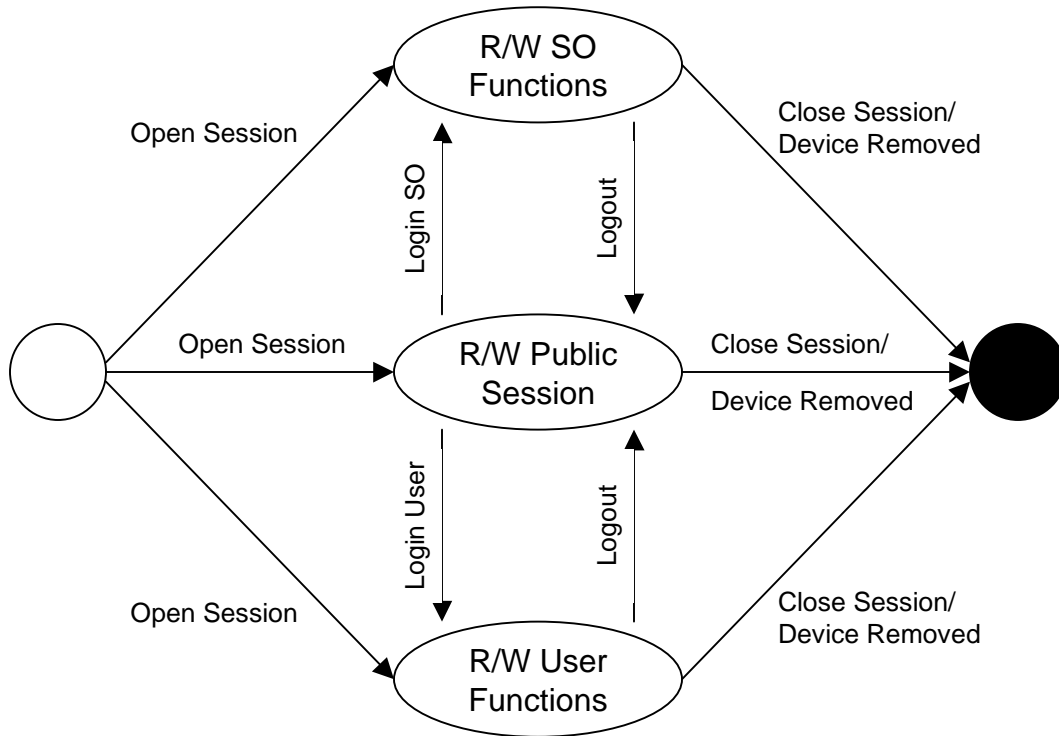 R/W SO
Functions
Open Session
Close Session/
Device Removed
Login SO
Logout
Open Session
R/W Public
Session
Close Session/
Device Removed
Login User
Logout
Open Session
Close Session/
Device Removed
R/W User
Functions